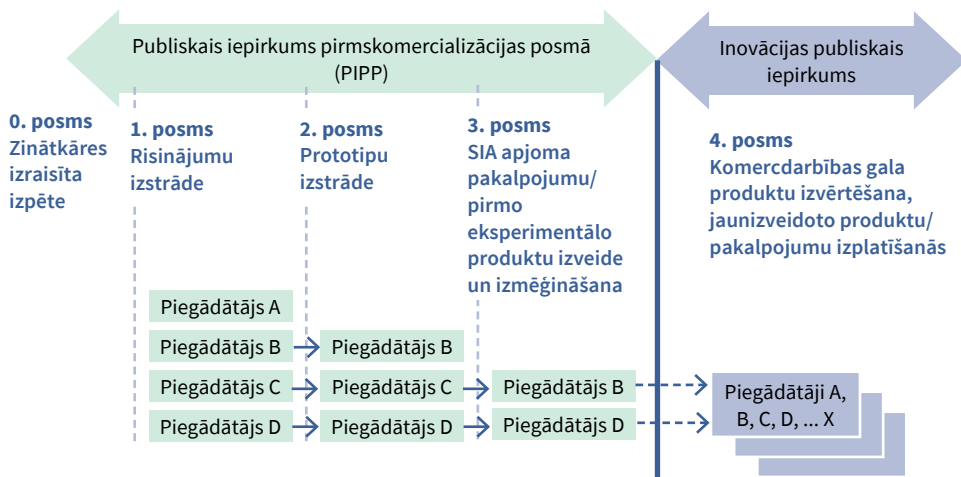 Publiskais iepirkums pirmskomercializācijas posmā
(PIPP)
Inovācijas publiskais
iepirkums
0. posms
Zinātkāres
izraisīta
izpēte
1. posms
Risinājumu
izstrāde
2. posms
Prototipu
izstrāde
3. posms
SIA apjoma
pakalpojumu/
pirmo
eksperimentālo
produktu izveide
un izmēģināšana
4. posms
Komercdarbības gala
produktu izvērtēšana,
jaunizveidoto produktu/
pakalpojumu izplatīšanās
Piegādātājs A
Piegādātājs B
Piegādātājs B
Piegādātājs C
Piegādātājs C
Piegādātājs B
Piegādātājs D
Piegādātājs D
Piegādātājs D
Piegādātāji A,
B, C, D, ... X